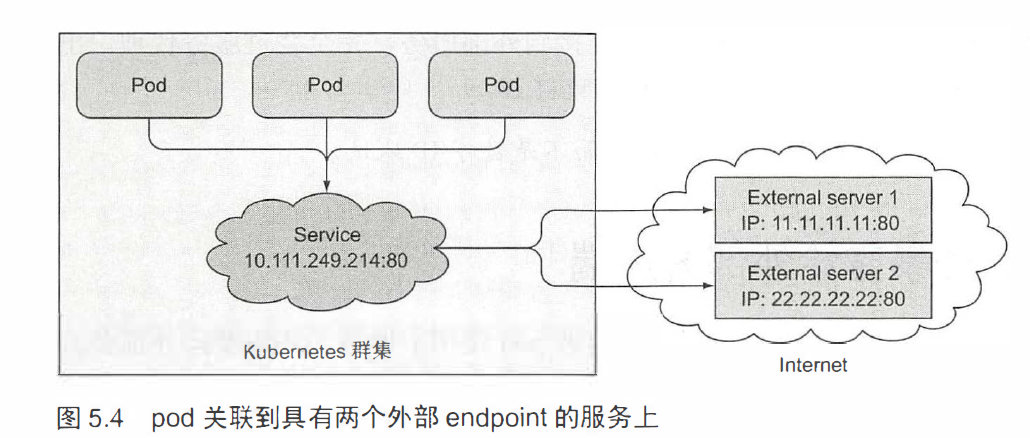 Pod
Pod
Pod
Service
10.111.249.214:80
External server 1
IP: 11.11.11.11:80
External server 2
IP: 22.22.22.22:80
Kubernetes 群集
Internet
图 5.4 pod 关联到具有两个外部 endpoint 的服务上